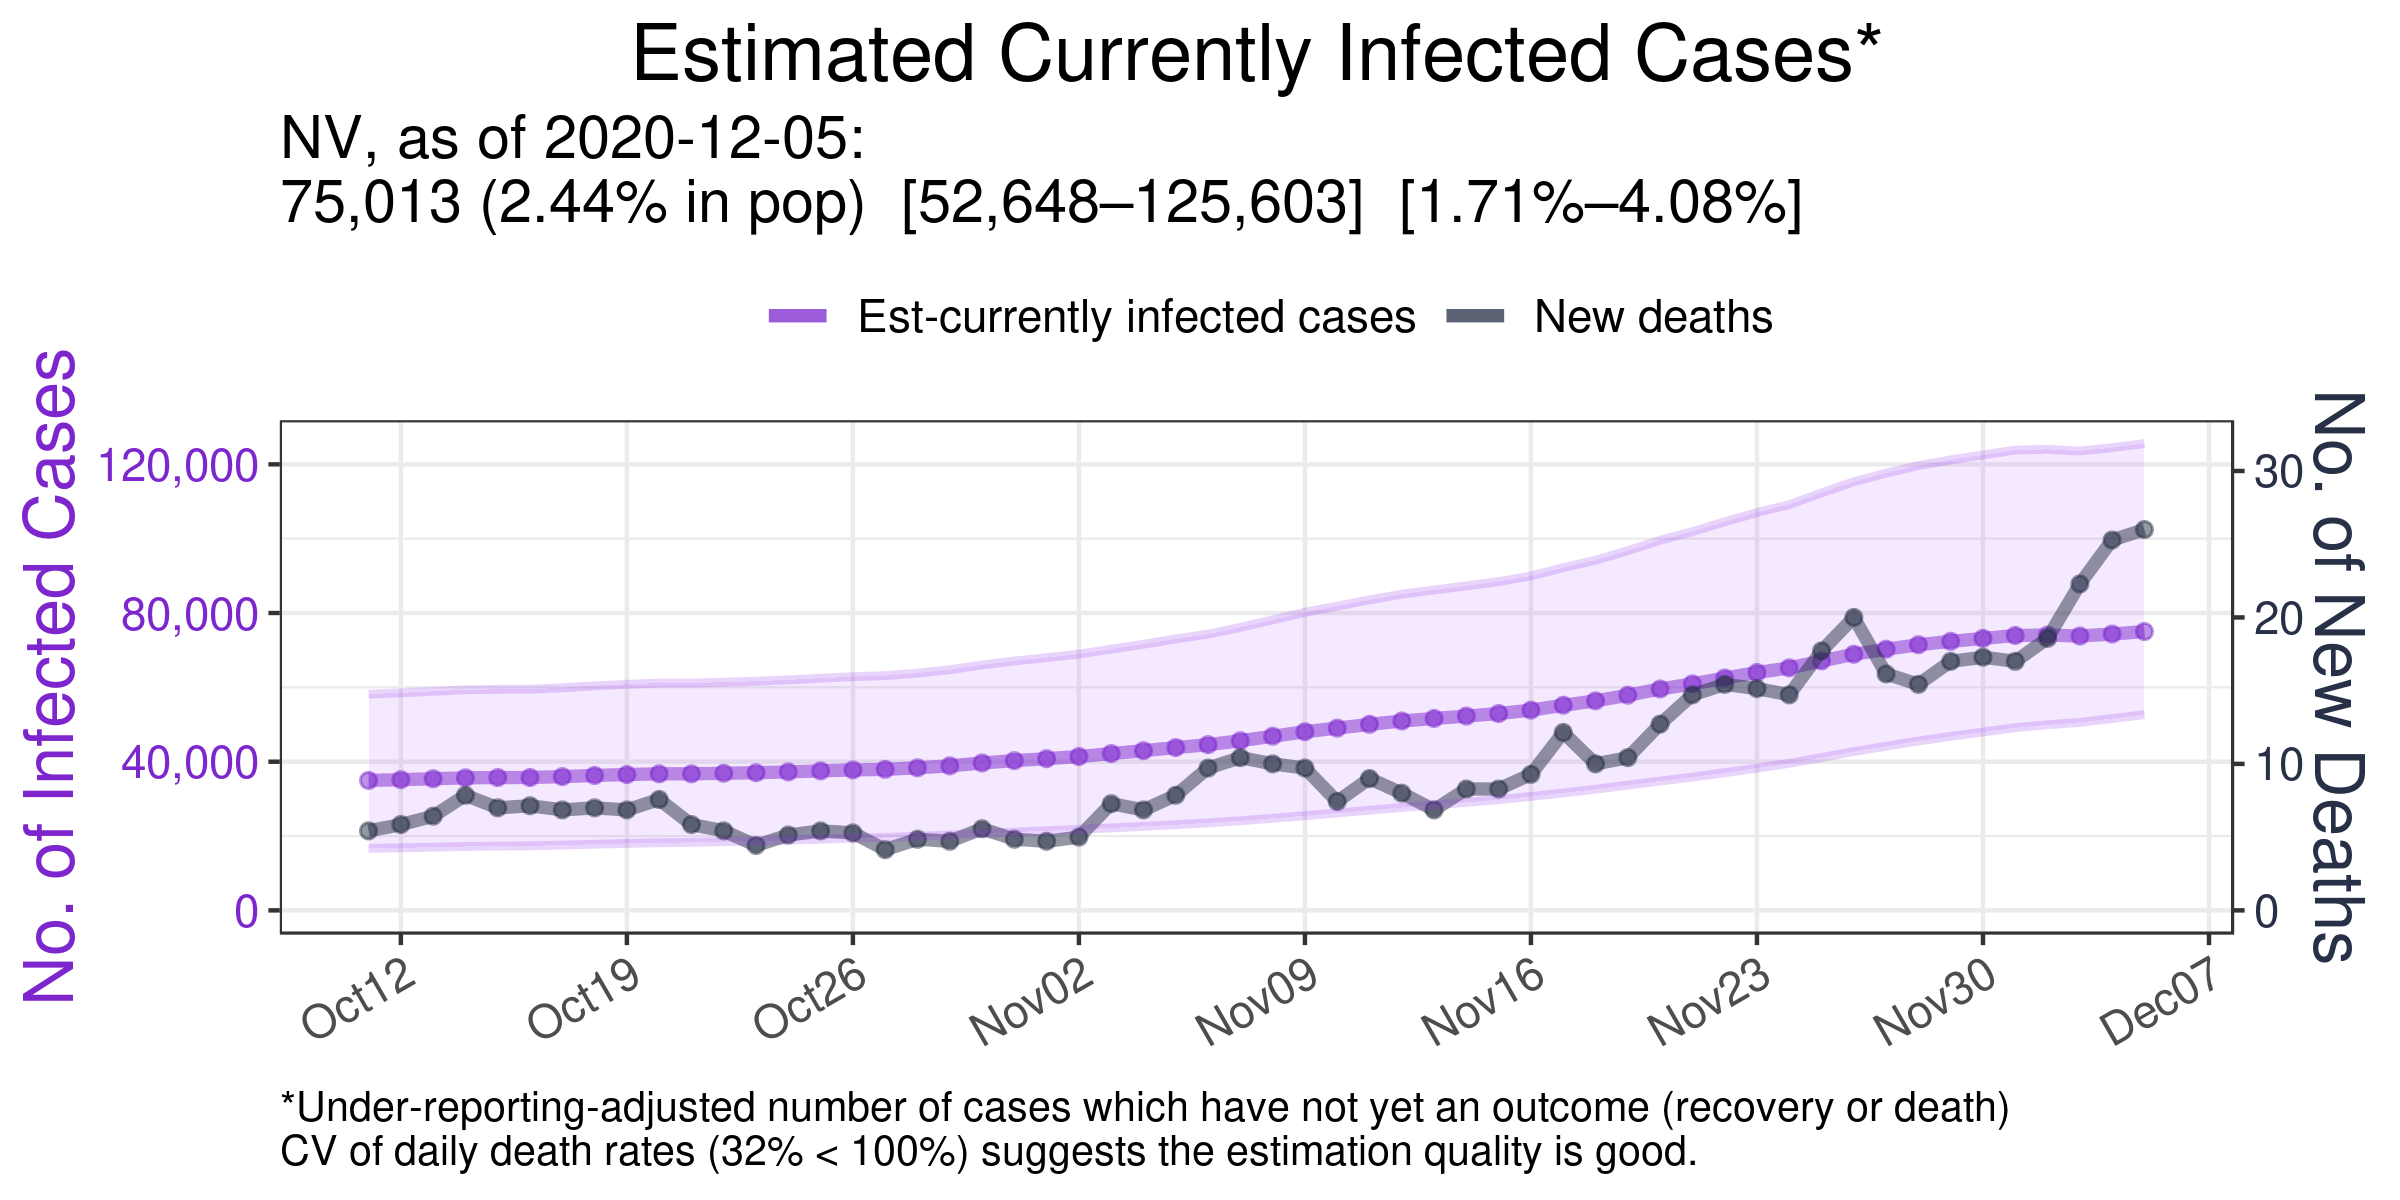 Estimated Currently Infected Cases*
NV, as of 2020-12-05:
75,013 (2.44% in pop)  [52,648–125,603]  [1.71%–4.08%]
Est-currently infected cases
New deaths
No. of Infected Cases
120,000
80,000
40,000
0
30
20
10
0
No. of New Deaths
Oct12
Oct19
Oct26
Nov02
Nov09
Nov16
Nov23
Nov30
Dec07
*Under-reporting-adjusted number of cases which have not yet an outcome (recovery or death)
CV of daily death rates (32% < 100%) suggests the estimation quality is good.